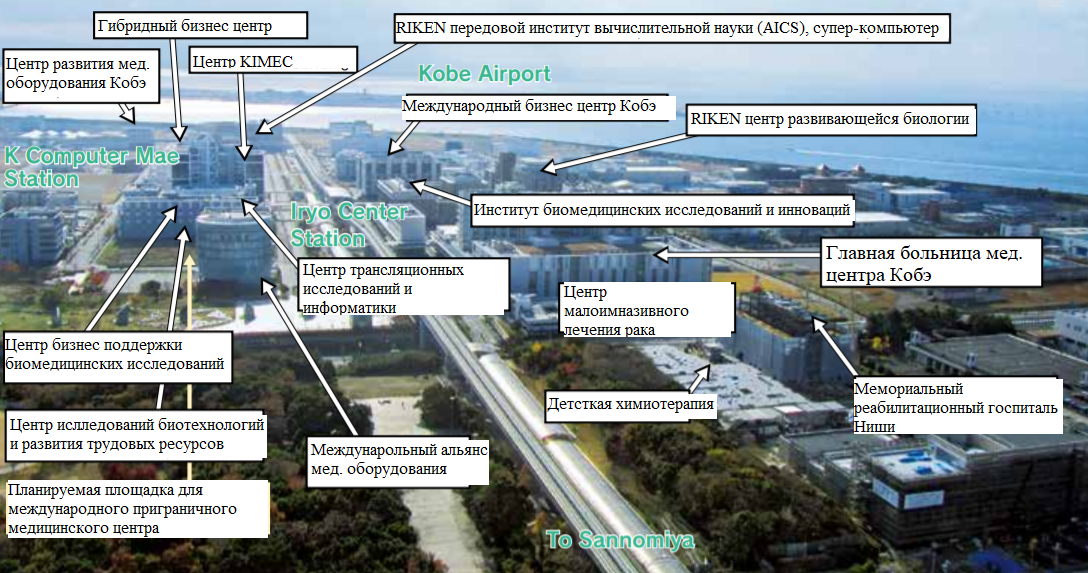 Гибридный бизнес центр
RIKEN передовой институт вычислительной науки (AICS), супер-компьютер
Центр развития мед.
оборудования Кобэ
Центр KIMEC
Kobe Airport
Международный бизнес центр Кобэ
RIKEN центр развивающейся биологии
K Computer Mae
Station
Iryo Center
Station
Институт биомедицинских исследований и инноваций
Главная больница мед.
центра Кобэ
Центр трансляционных
исследований и
информатики
Центр
малоимназивного
лечения рака
Центр бизнес поддержки
биомедицинских исследований
Мемориальный
реабилитационный госпиталь
Ниши
Детсткая химиотерапия
Центр ислледований биотехнологий
и развития трудовых ресурсов
Международльный альянс
мед. оборудования
Планируемая площадка для
международного приграничного
медицинского центра
To Sannomiya